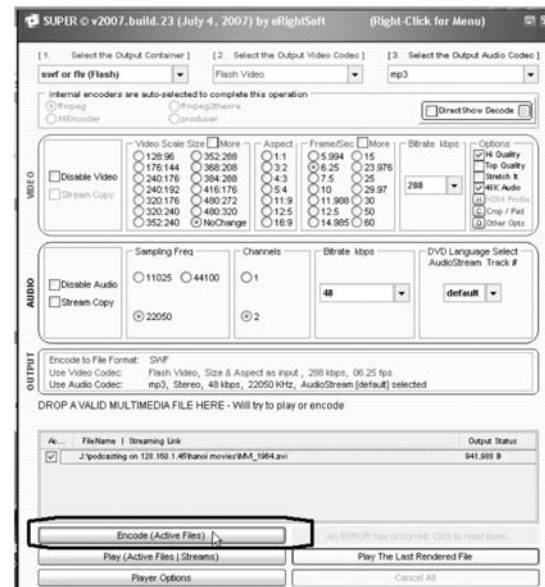 SUPER © v2007.build.23 (July 4, 2007) by eRightSoft (Right-Click for Menu)
[1. Select the Output Container ] [2. Select the Output Video Codec ] [3. Select the Output Audio Codec ]
swf or flv (Flash) Flash Video mp3
internal encoders are auto-selected to complete this operation
ffmpeg ffmpeg2theora
MEncoder producer
DirectShow Decode
VIDEO
Disable Video
Stream Copy
Video Scale Size More
128:96 352:288
176:144 368:208
240:176 384:288
240:192 416:176
320:176 480:272
320:240 480:320
352:240 NoChange
Aspect
1:1
3:2
4:3
5:4
11:9
12:5
16:9
Frame/Sec More
5.994 15
6.25 23.976
7.5 25
10 29.97
11.988 30
12.5 50
14.985 60
Bitrate kbps
288
Options
Hi Quality
Top Quality
Stretch It
48K Audio
H264 Profile
Crop / Pad
Other Opts
AUDIO
Disable Audio
Stream Copy
Sampling Freq
11025 44100
22050
Channels
1
2
Bitrate kbps
48
DVD Language Select
AudioStream Track #
default
OUTPUT
Encode to File Format: SWF
Use Video Codec: Flash Video, Size & Aspect as input , 288 kbps, 06.25 fps
Use Audio Codec: mp3, Stereo, 48 kbps, 22050 KHz, AudioStream [default] selected
DROP A VALID MULTIMEDIA FILE HERE - Will try to play or encode
Ac... FileName | Streaming Link Output Status
J:\podcasting on 128.160.1.46\hanoi movies\MVI_1964.avi 941,988 B
Encode (Active Files) An ERROR has occurred. Click to read more...
Play (Active Files | Streams) Play The Last Rendered File
Player Options Cancel All